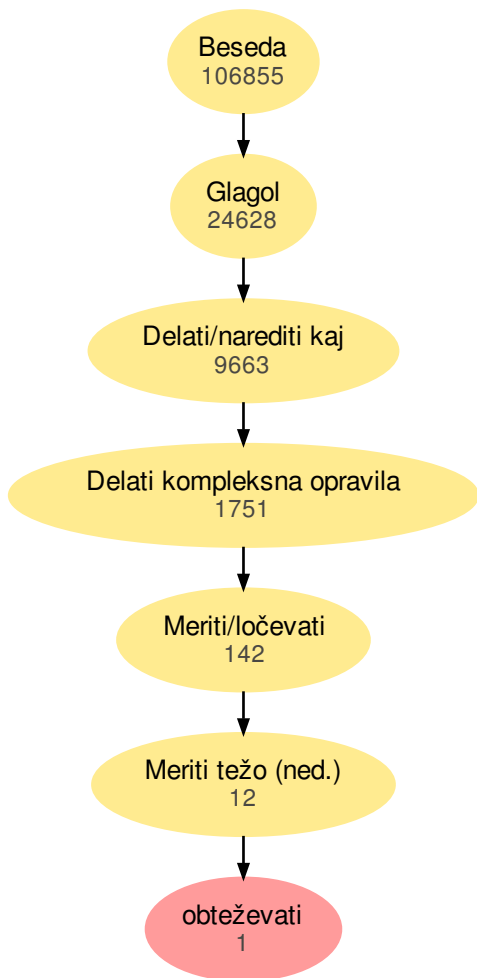 Beseda
106855
Glagol
24628
Delati/narediti kaj
9663
Delati kompleksna opravila
1751
Meriti/ločevati
142
Meriti težo (ned.)
12
obteževati
1